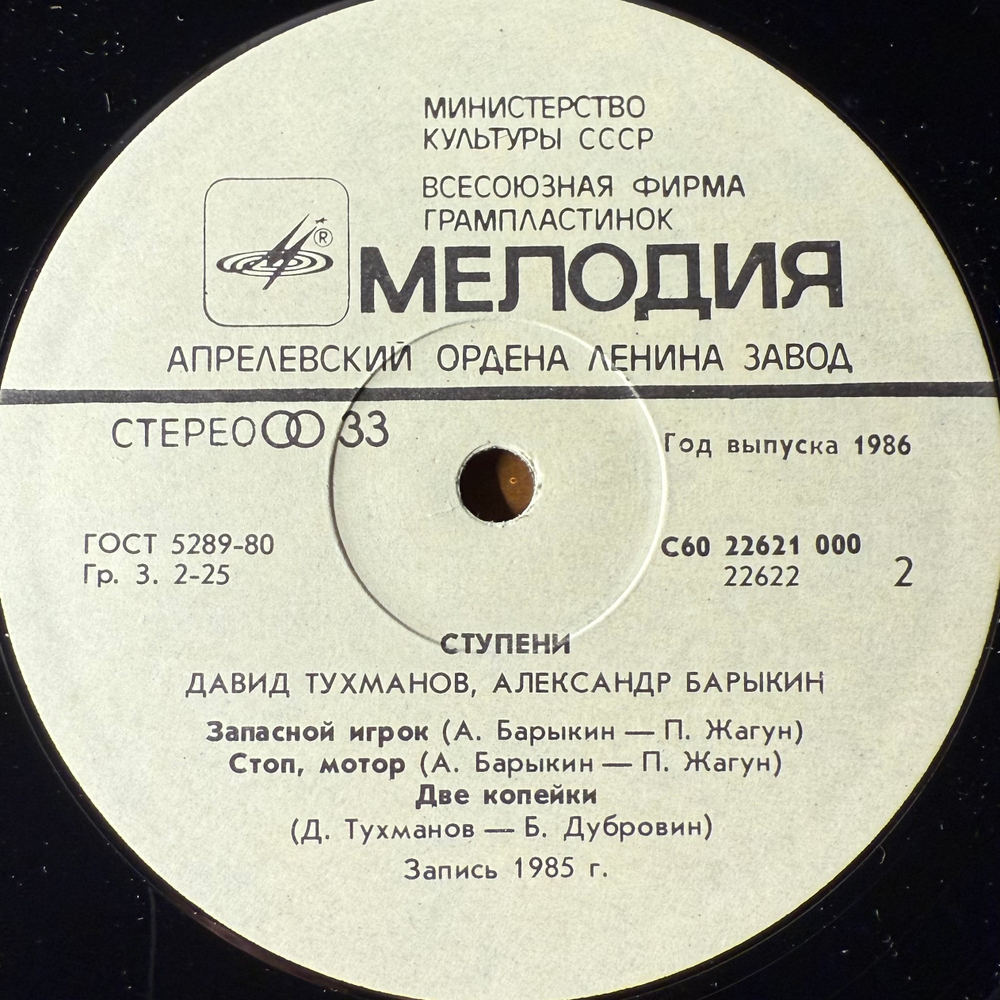 МИНИСТЕРСТВО
КУЛЬТУРЫ СССР
ВСЕСОЮЗНАЯ ФИРМА
ГРАМПЛАСТИНОК
®
МЕЛОДИЯ
АПРЕЛЕВСКИЙ ОРДЕНА ЛЕНИНА ЗАВОД
СТЕРЕО 33
Год выпуска 1986
ГОСТ 5289-80
Гр. 3. 2-25
С60 22621 000
22622
2
СТУПЕНИ
ДАВИД ТУХМАНОВ, АЛЕКСАНДР БАРЫКИН
Запасной игрок (А. Барыкин — П. Жагун)
Стоп, мотор (А. Барыкин — П. Жагун)
Две копейки
(Д. Тухманов — Б. Дубровин)
Запись 1985 г.